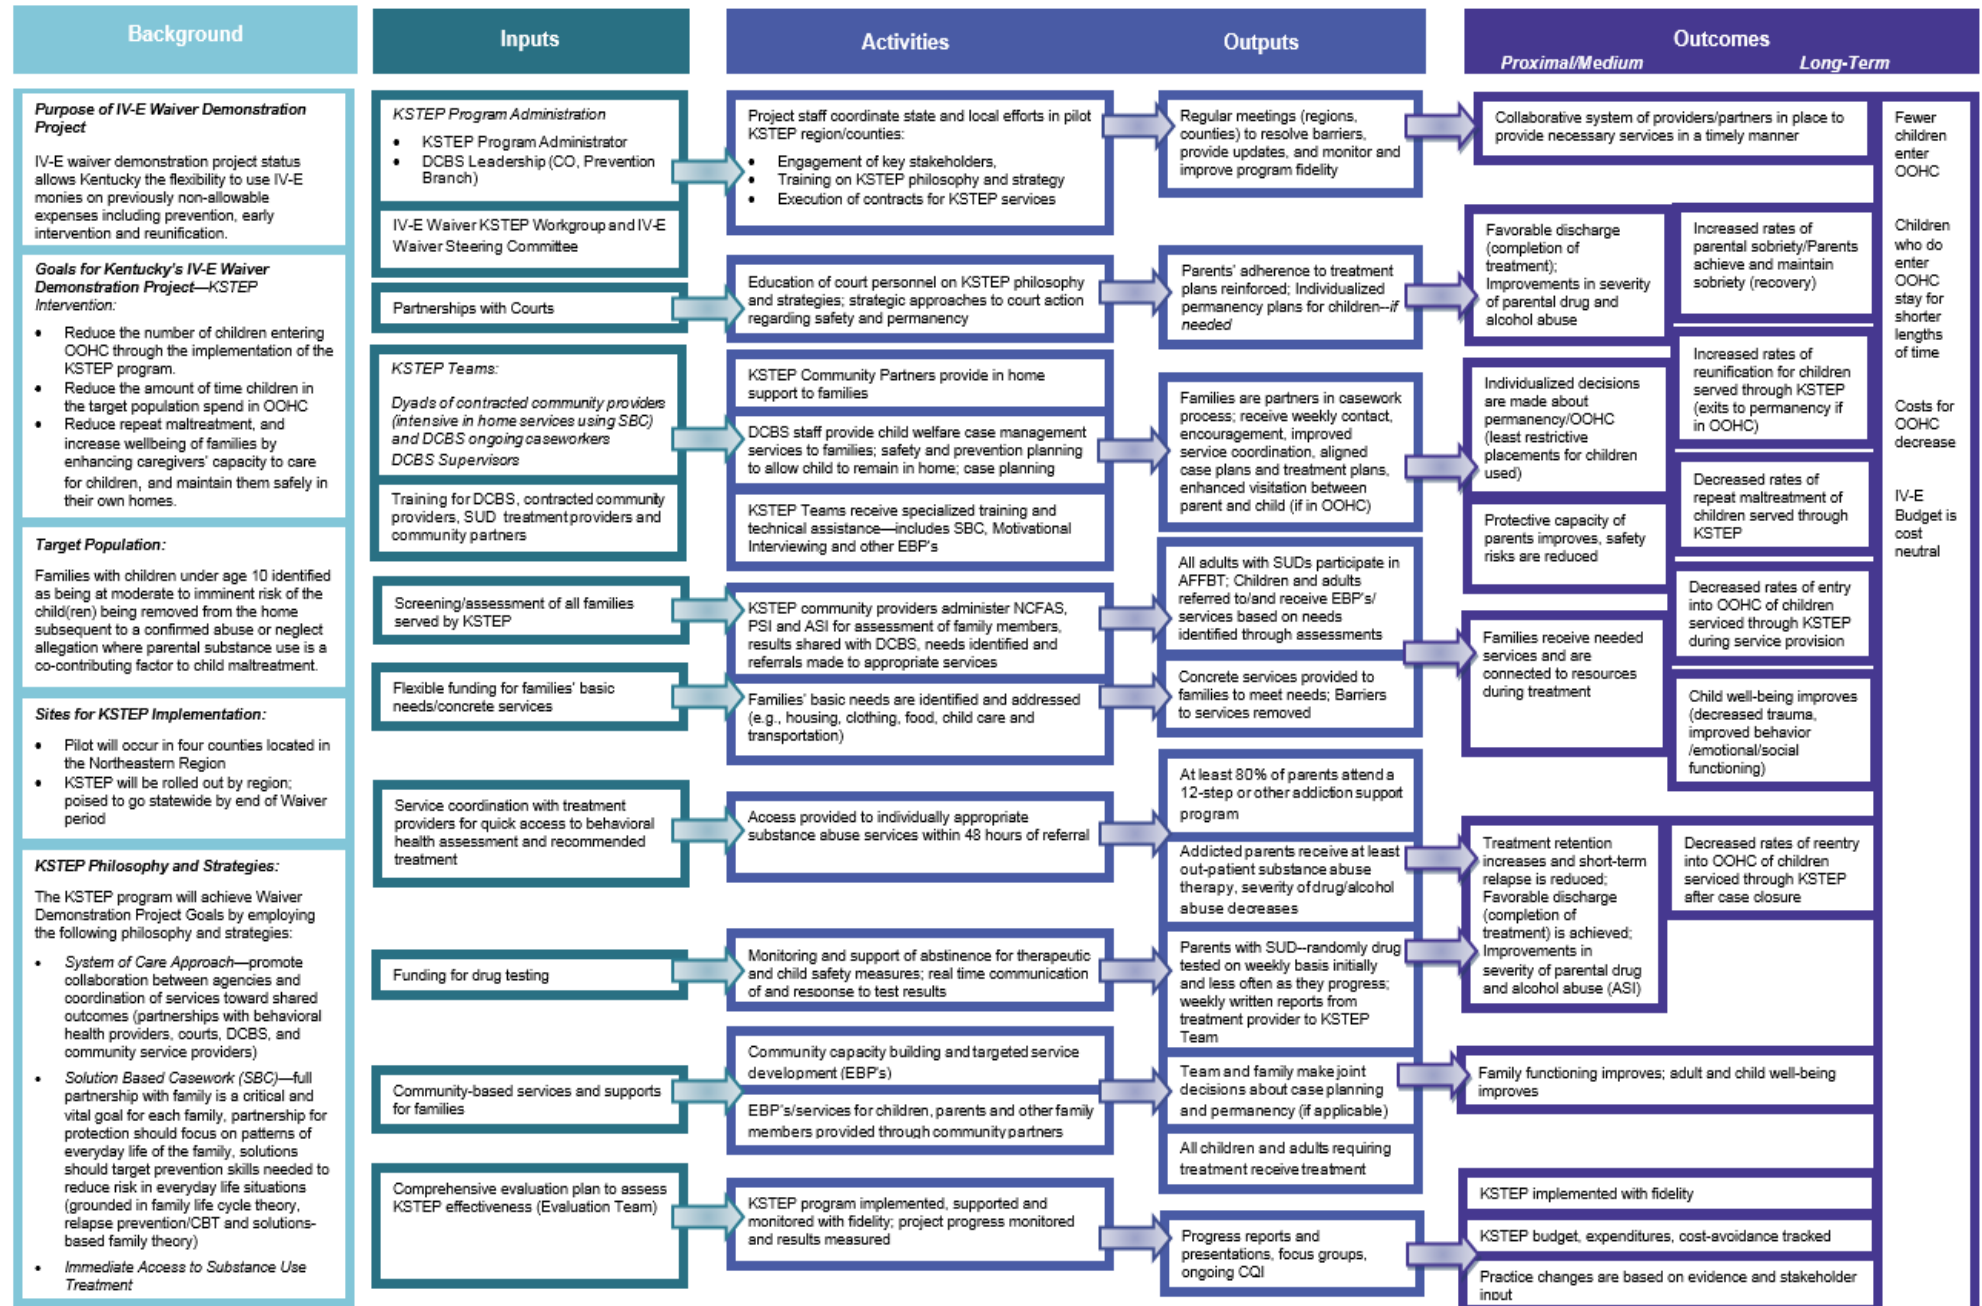 Background
Inputs
Activities
Outputs
Outcomes
Proximal/Medium
Long-Term
Purpose of IV-E Waiver Demonstration
Project
IV-E waiver demonstration project status
allows Kentucky the flexibility to use IV-E
monies on previously non-allowable
expenses including prevention, early
intervention and reunification.
Goals for Kentucky's IV-E Waiver
Demonstration Project—KSTEP
Intervention:
• Reduce the number of children entering
OOHC through the implementation of the
KSTEP program.
• Reduce the amount of time children in
the target population spend in OOHC
• Reduce repeat maltreatment, and
increase wellbeing of families by
enhancing caregivers' capacity to care
for children, and maintain them safely in
their own homes.
Target Population:
Families with children under age 10 identified
as being at moderate to imminent risk of the
child(ren) being removed from the home
subsequent to a confirmed abuse or neglect
allegation where parental substance use is a
co-contributing factor to child maltreatment.
Sites for KSTEP Implementation:
• Pilot will occur in four counties located in
the Northeastern Region
• KSTEP will be rolled out by region;
poised to go statewide by end of Waiver
period
KSTEP Philosophy and Strategies:
The KSTEP program will achieve Waiver
Demonstration Project Goals by employing
the following philosophy and strategies:
• System of Care Approach—promote
collaboration between agencies and
coordination of services toward shared
outcomes (partnerships with behavioral
health providers, courts, DCBS, and
community service providers)
• Solution Based Casework (SBC)—full
partnership with family is a critical and
vital goal for each family, partnership for
protection should focus on patterns of
everyday life of the family, solutions
should target prevention skills needed to
reduce risk in everyday life situations
(grounded in family life cycle theory,
relapse prevention/CBT and solutions-
based family theory)
• Immediate Access to Substance Use
Treatment
KSTEP Program Administration
• KSTEP Program Administrator
• DCBS Leadership (CO, Prevention
Branch)
IV-E Waiver KSTEP Workgroup and IV-E
Waiver Steering Committee
Partnerships with Courts
KSTEP Teams:
Dyads of contracted community providers
(intensive in home services using SBC)
and DCBS ongoing caseworkers
DCBS Supervisors
Training for DCBS, contracted community
providers, SUD treatment providers and
community partners
Screening/assessment of all families
served by KSTEP
Flexible funding for families' basic
needs/concrete services
Service coordination with treatment
providers for quick access to behavioral
health assessment and recommended
treatment
Funding for drug testing
Community-based services and supports
for families
Comprehensive evaluation plan to assess
KSTEP effectiveness (Evaluation Team)
Project staff coordinate state and local efforts in pilot
KSTEP region/counties:
• Engagement of key stakeholders,
• Training on KSTEP philosophy and strategy
• Execution of contracts for KSTEP services
Education of court personnel on KSTEP philosophy
and strategies; strategic approaches to court action
regarding safety and permanency
KSTEP Community Partners provide in home
support to families
DCBS staff provide child welfare case management
services to families; safety and prevention planning
to allow child to remain in home; case planning
KSTEP Teams receive specialized training and
technical assistance—includes SBC, Motivational
Interviewing and other EBP's
KSTEP community providers administer NCFAS,
PSI and ASI for assessment of family members,
results shared with DCBS, needs identified and
referrals made to appropriate services
Families' basic needs are identified and addressed
(e.g., housing, clothing, food, child care and
transportation)
Access provided to individually appropriate
substance abuse services within 48 hours of referral
Monitoring and support of abstinence for therapeutic
and child safety measures; real time communication
of and response to test results
Community capacity building and targeted service
development (EBP's)
EBP's/services for children, parents and other family
members provided through community partners
KSTEP program implemented, supported and
monitored with fidelity; project progress monitored
and results measured
Regular meetings (regions,
counties) to resolve barriers,
provide updates, and monitor and
improve program fidelity
Parents' adherence to treatment
plans reinforced; Individualized
permanency plans for children--if
needed
Families are partners in casework
process; receive weekly contact,
encouragement, improved
service coordination, aligned
case plans and treatment plans,
enhanced visitation between
parent and child (if in OOHC)
All adults with SUDs participate in
AFFBT; Children and adults
referred to/and receive EBP's/
services based on needs
identified through assessments
Concrete services provided to
families to meet needs; Barriers
to services removed
At least 80% of parents attend a
12-step or other addiction support
program
Addicted parents receive at least
out-patient substance abuse
therapy, severity of drug/alcohol
abuse decreases
Parents with SUD--randomly drug
tested on weekly basis initially
and less often as they progress;
weekly written reports from
treatment provider to KSTEP
Team
Team and family make joint
decisions about case planning
and permanency (if applicable)
All children and adults requiring
treatment receive treatment
Progress reports and
presentations, focus groups,
ongoing CQI
Collaborative system of providers/partners in place to
provide necessary services in a timely manner
Favorable discharge
(completion of
treatment);
Improvements in severity
of parental drug and
alcohol abuse
Individualized decisions
are made about
permanency/OOHC
(least restrictive
placements for children
used)
Protective capacity of
parents improves, safety
risks are reduced
Families receive needed
services and are
connected to resources
during treatment
Treatment retention
increases and short-term
relapse is reduced;
Favorable discharge
(completion of
treatment) is achieved;
Improvements in
severity of parental drug
and alcohol abuse (ASI)
Increased rates of
parental sobriety/Parents
achieve and maintain
sobriety (recovery)
Increased rates of
reunification for children
served through KSTEP
(exits to permanency if
in OOHC)
Decreased rates of
repeat maltreatment of
children served through
KSTEP
Decreased rates of entry
into OOHC of children
serviced through KSTEP
during service provision
Child well-being improves
(decreased trauma,
improved behavior
/emotional/social
functioning)
Decreased rates of reentry
into OOHC of children
serviced through KSTEP
after case closure
Family functioning improves; adult and child well-being
improves
KSTEP implemented with fidelity
KSTEP budget, expenditures, cost-avoidance tracked
Practice changes are based on evidence and stakeholder
input
Fewer
children
enter
OOHC
Children
who do
enter
OOHC
stay for
shorter
lengths
of time
Costs for
OOHC
decrease
IV-E
Budget is
cost
neutral